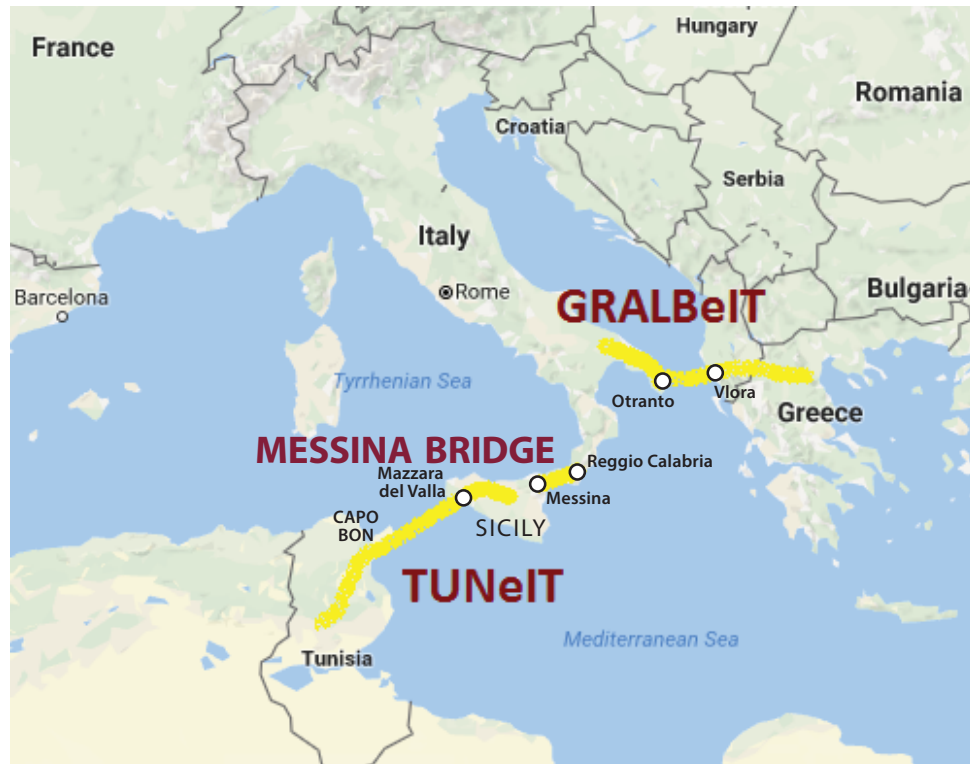 Hungary
France
Romania
Croatia
Serbia
Italy
Bulgaria
Barcelona
Rome
GRALBeIT
Tyrrhenian Sea
Otranto
Vlora
Greece
MESSINA BRIDGE
Mazzara
del Valla
Reggio Calabria
Messina
CAPO
BON
SICILY
TUNeIT
Mediterranean Sea
Tunisia